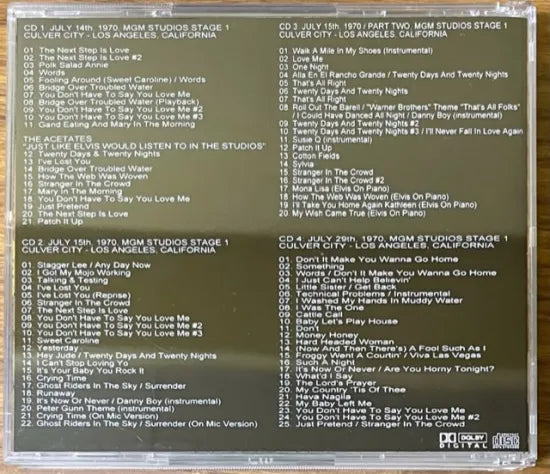 CD 1 JULY 14th, 1970, MGM STUDIOS STAGE 1
CULVER CITY - LOS ANGELES, CALIFORNIA
01 The Next Step Is Love
02 The Next Step Is Love #2
03 Polk Salad Annie
04 Words
05 Fooling Around (Sweet Caroline) / Words
06 Bridge Over Troubled Water
07 You Don't Have To Say You Love Me
08 Bridge Over Troubled Water (Playback)
09 You Don't Have To Say You Love Me #2
10 You Don't Have To Say You Love Me #3
11 Gand Eating And Mary In The Morning
THE ACETATES
"JUST LIKE ELVIS WOULD LISTEN TO IN THE STUDIOS"
12 Twenty Days & Twenty Nights
13 I've Lost You
14 Bridge Over Troubled Water
15 How The Web Was Woven
16 Stranger In The Crowd
17 Mary In The Morning
18 You Don't Have To Say You Love Me
19 Just Pretend
20 The Next Step Is Love
21 Patch It Up
CD 2. JULY 15th, 1970, MGM STUDIOS STAGE 1
CULVER CITY - LOS ANGELES, CALIFORNIA
01. Stagger Lee / Any Day Now
02. I Got My Mojo Working
03. Talking & Testing
04. I've Lost You
05. I've Lost You (Reprise)
06. Stranger In The Crowd
07. The Next Step Is Love
08. You Don't Have To Say You Love Me
09. You Don't Have To Say You Love Me #2
10. You Don't Have To Say You Love Me #3
11. Sweet Caroline
12. Yesterday
13. Hey Jude / Twenty Days And Twenty Nights
14. I Can't Stop Loving Yo
15. It's Your Baby You Rock It
16. Crying Time
17. Ghost Riders In The Sky / Surrender
18. Runaway
19. It's Now Or Never / Danny Boy (instrumental)
20. Peter Gunn Theme (instrumental)
21. Crying Time (On Mic Version)
22. Ghost Riders In The Sky / Surrender (On Mic Version)
CD 3. JULY 15th. 1970 / PART TWO, MGM STUDIOS STAGE 1
CULVER CITY - LOS ANGELES, CALIFORNIA
01. Walk A Mile In My Shoes (Instrumental)
02. Love Me
03. One Night
04. Alla En El Rancho Grande / Twenty Days And Twenty Nights
05. That's All Right
06. Twenty Days And Twenty Nights
07. That's All Right
08. Roll Out The Barell / "Warner Brothers" Theme "That's All Folks"
/ I Could Have Danced All Night / Danny Boy (instrumental)
09. Twenty Days And Twenty Nights #2
10. Twenty Days And Twenty Nights #3 / I'll Never Fall In Love Again
11. Susie Q (instrumental)
12. Patch It Up
13. Cotton Fields
14. Sylvia
15. Stranger In The Crowd
16. Stranger In The Crowd #2
17. Mona Lisa (Elvis On Piano)
18. How The Web Was Woven (Elvis On Piano)
19. I'll Take You Home Again Kathleen (Elvis On Piano)
20. My Wish Came True (Elvis On Piano)
CD 4. JULY 29th, 1970, MGM STUDIOS STAGE 1
CULVER CITY - LOS ANGELES, CALIFORNIA
01. Don't It Make You Wanna Go Home
02. Something
03. Words / Don't It Make You Wanna Go Home
04. I Just Can't Help Believin'
05. Little Sister / Get Back
06. Technical Problems / Instrumental
07. I Washed My Hands In Muddy Water
08. I Was The One
09. Cattle Call
10. Baby Let's Play House
11. Don't
12. Money Honey
13. Hard Headed Woman
14. (Now And Then There's) A Fool Such As I
15. Froggy Went A Courtin' / Viva Las Vegas
16. Such A Night
17. It's Now Or Never / Are You Horny Tonight?
18. What'd I Say
19. The Lord's Prayer
20. My Country 'Tis Of Thee
21. Hava Nagila
22. My Baby Left Me
23. You Don't Have To Say You Love Me
24. You Don't Have To Say You Love Me #2
25. Just Pretend / Stranger In The Crowd
DOLBY
DIGITAL